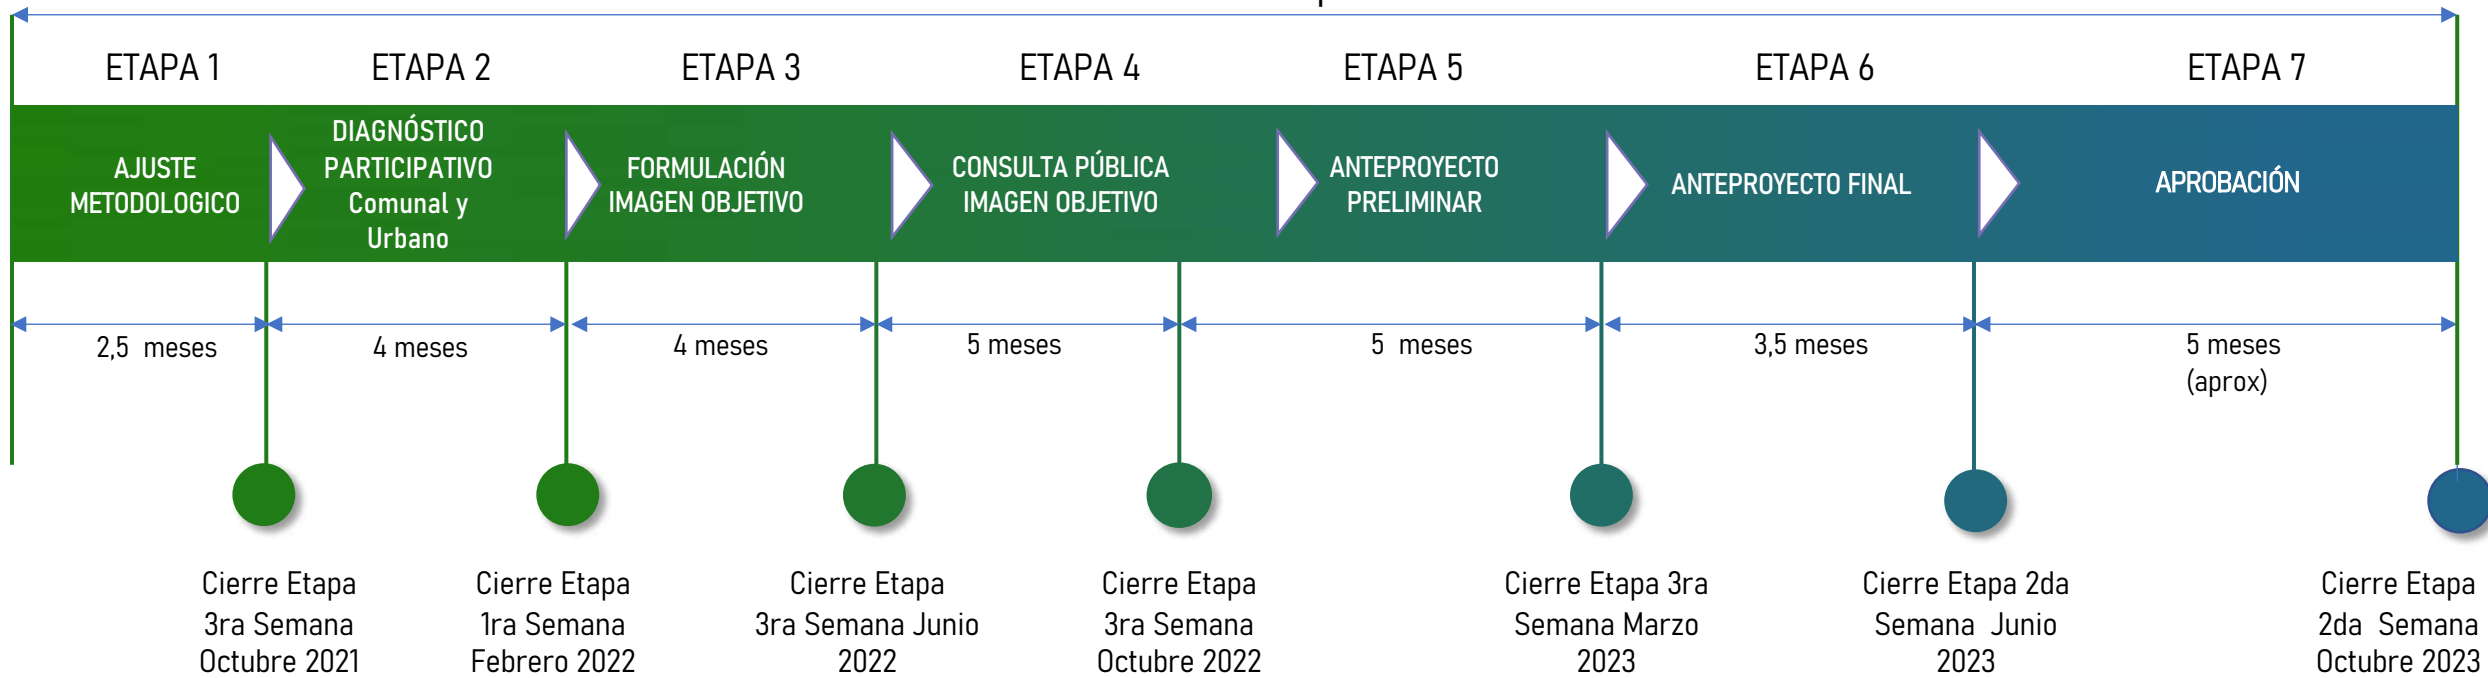 ETAPA 1
ETAPA 2
ETAPA 3
ETAPA 4
ETAPA 5
ETAPA 6
ETAPA 7
AJUSTE
METODOLOGICO
DIAGNÓSTICO
PARTICIPATIVO
Comunal y
Urbano
FORMULACIÓN
IMAGEN OBJETIVO
CONSULTA PÚBLICA
IMAGEN OBJETIVO
ANTEPROYECTO
PRELIMINAR
ANTEPROYECTO FINAL
APROBACIÓN
2,5 meses
4 meses
4 meses
5 meses
5 meses
3,5 meses
5 meses
(aprox)
Cierre Etapa
3ra Semana
Octubre 2021
Cierre Etapa
1ra Semana
Febrero 2022
Cierre Etapa
3ra Semana Junio
2022
Cierre Etapa
3ra Semana
Octubre 2022
Cierre Etapa 3ra
Semana Marzo
2023
Cierre Etapa 2da
Semana Junio
2023
Cierre Etapa
2da Semana
Octubre 2023